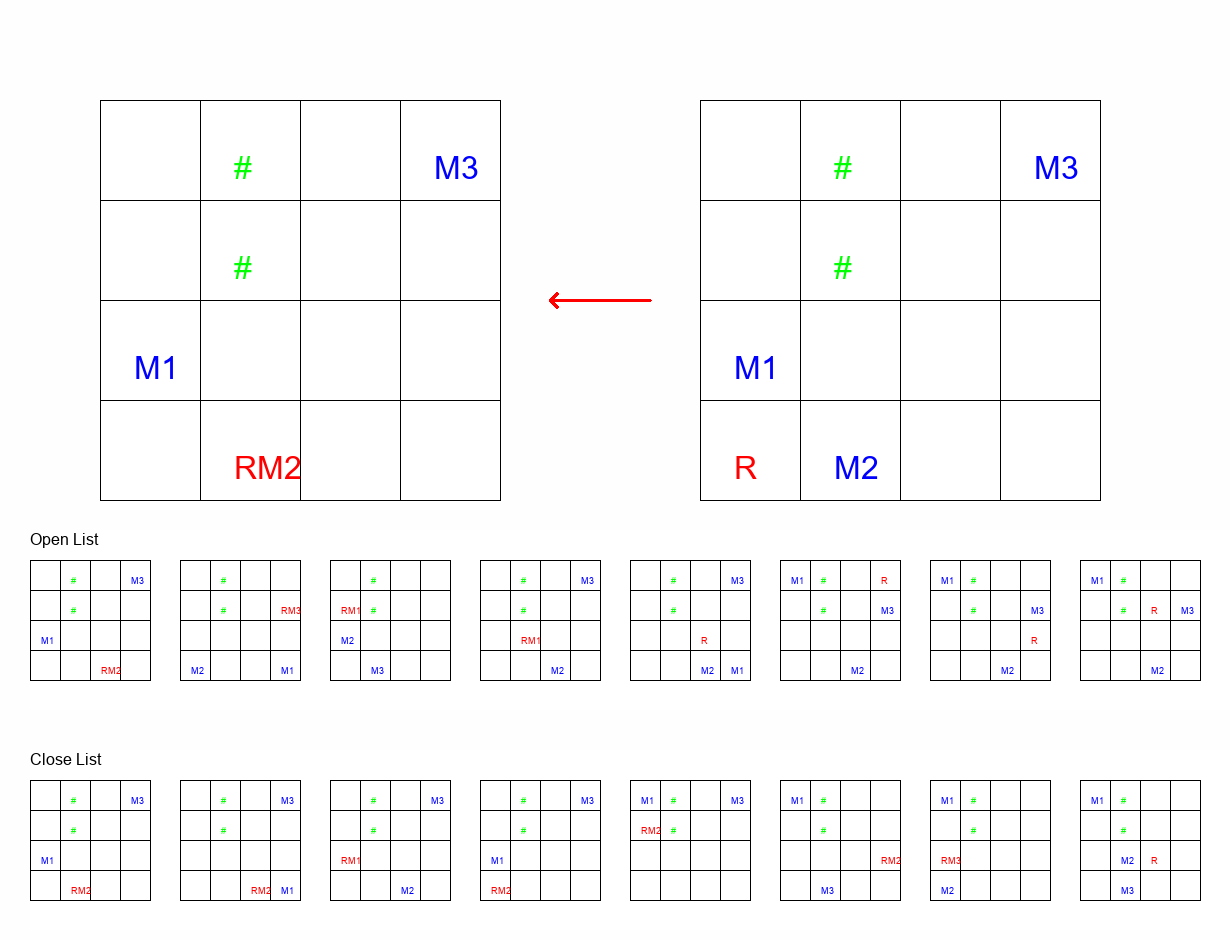 # M3 # M3
# #
M1 M1
RM2 R M2
Open List
# M3 # # # M3 # M3 M1 # R M1 # M1 #
# # RM3 RM1 # # # # M3 # M3 # R M3
M1 M2 RM1 R R
RM2 M2 M1 M3 M2 M2 M1 M2 M2 M2
Close List
# M3 # M3 # M3 # M3 M1 # M3 M1 # M1 # M1 #
# # # # RM2 # # # #
M1 RM1 M1 RM2 RM3 M2 R
RM2 RM2 M1 M2 RM2 M3 M2 M3